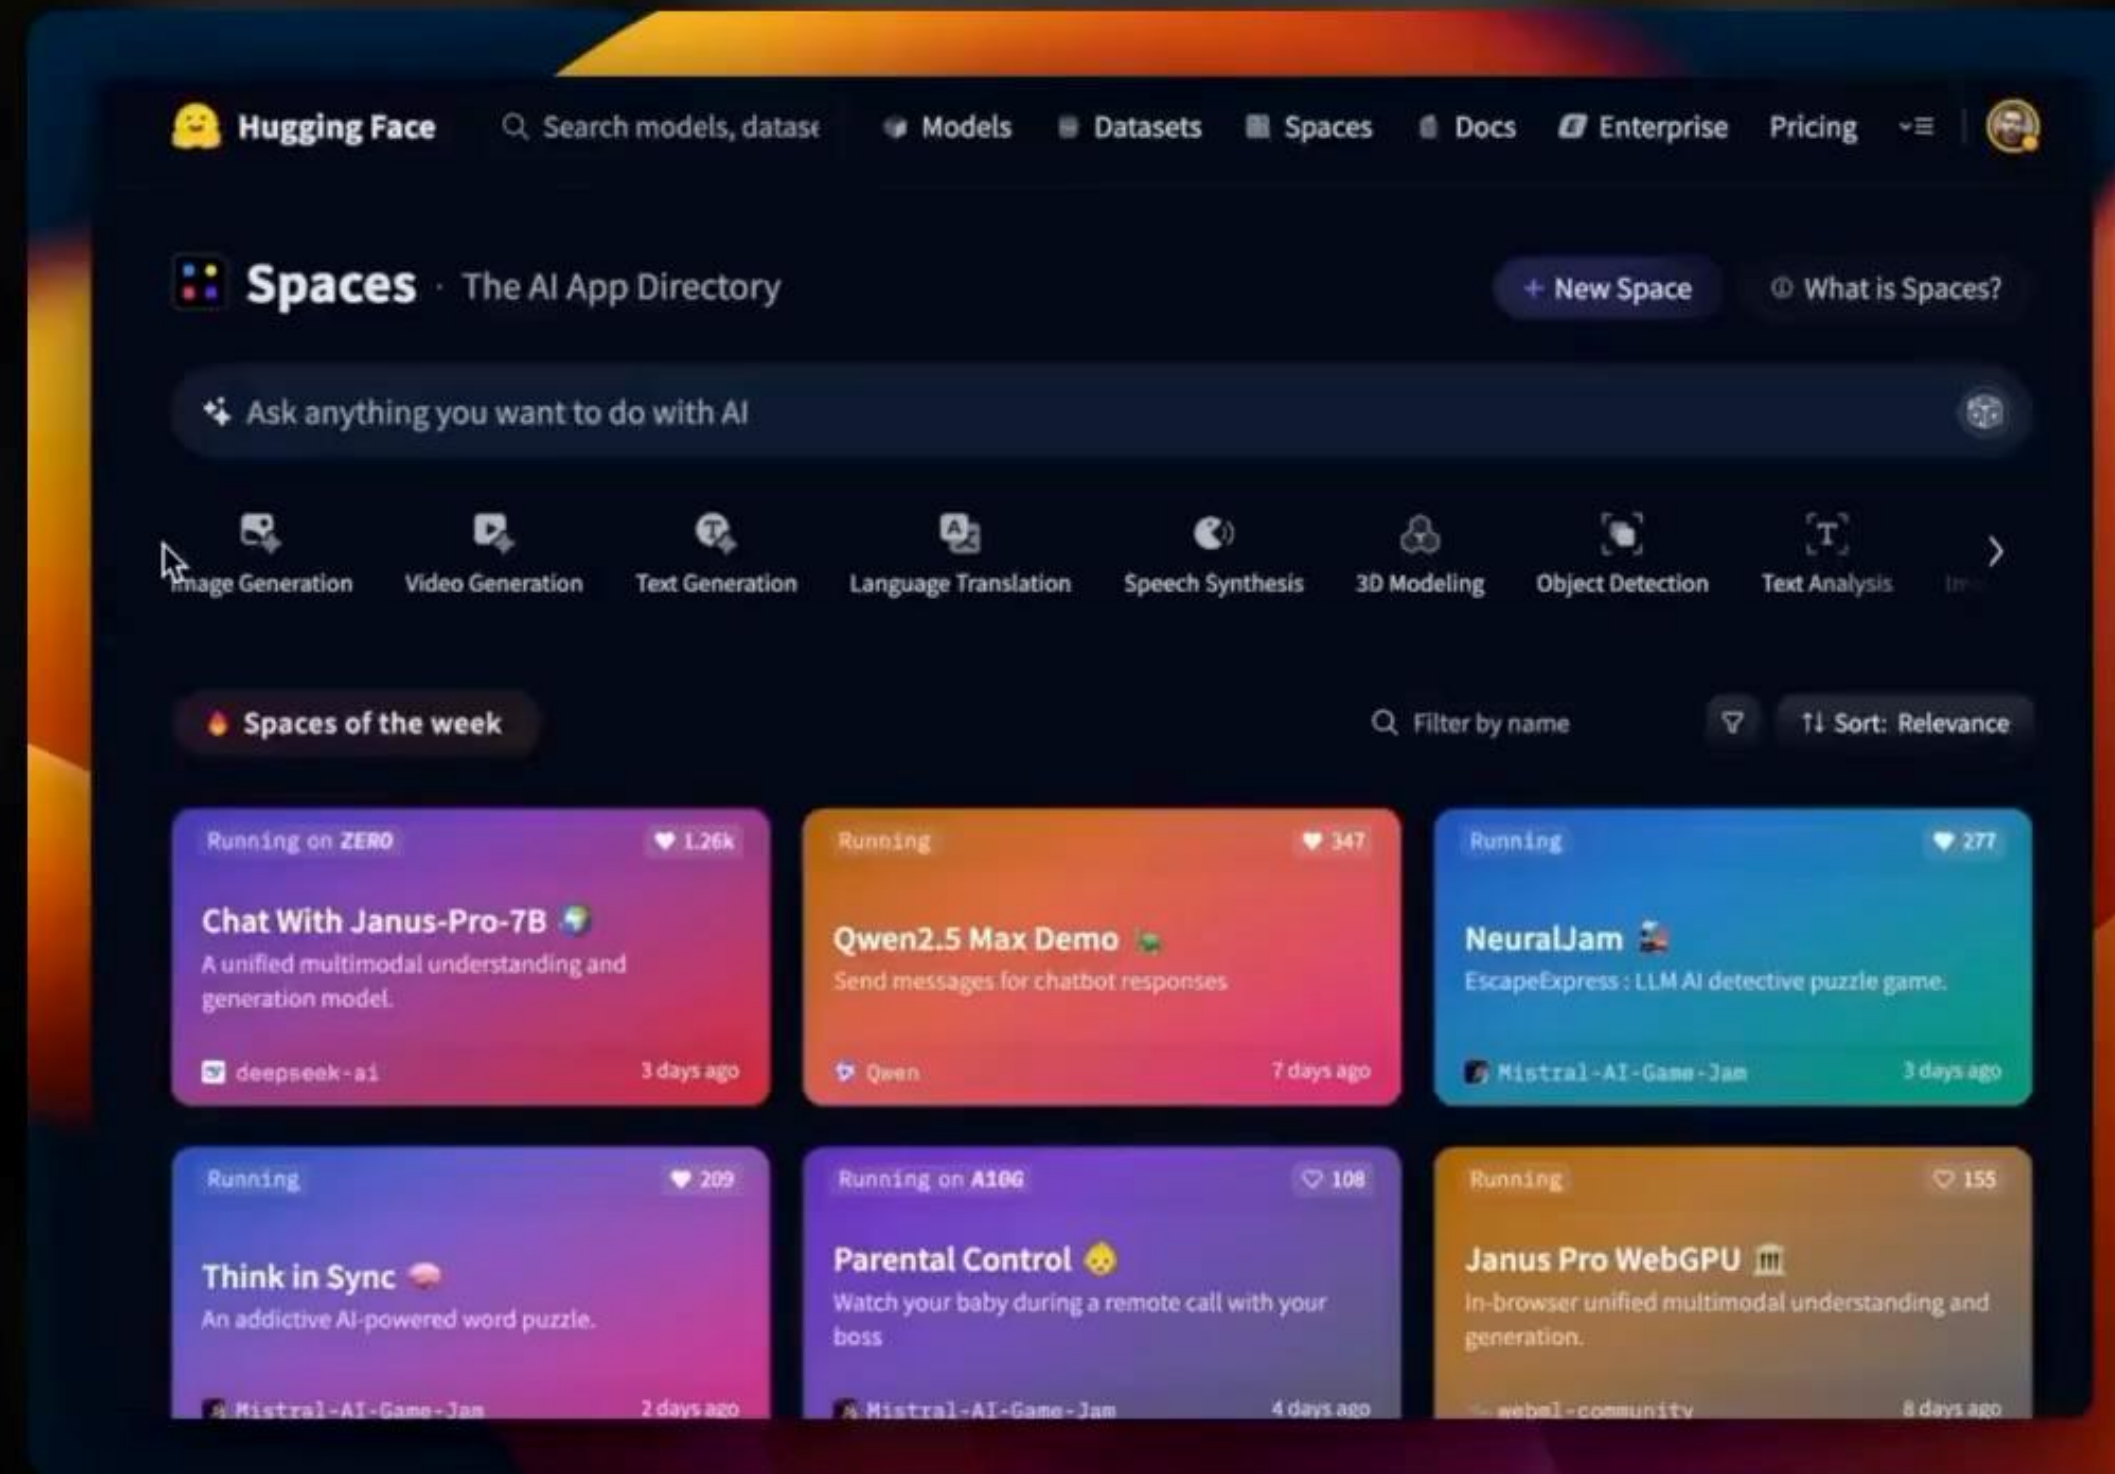 Hugging Face
Search models, datase
Models
Datasets
Spaces
Docs
Enterprise
Pricing
Spaces · The AI App Directory
+ New Space
What is Spaces?
Ask anything you want to do with AI
Image Generation
Video Generation
Text Generation
Language Translation
Speech Synthesis
3D Modeling
Object Detection
Text Analysis
Spaces of the week
Filter by name
Sort: Relevance
Running on ZERO
1.26k
Chat With Janus-Pro-7B
A unified multimodal understanding and
generation model.
deepseek-ai
3 days ago
Running
347
Qwen2.5 Max Demo
Send messages for chatbot responses
Qwen
7 days ago
Running
277
NeuralJam
EscapeExpress : LLM AI detective puzzle game.
Mistral-AI-Game-Jam
3 days ago
Running
209
Think in Sync
An addictive AI-powered word puzzle.
Mistral-AI-Game-Jam
2 days ago
Running on A10G
108
Parental Control
Watch your baby during a remote call with your
boss
Mistral-AI-Game-Jam
4 days ago
Running
155
Janus Pro WebGPU
In-browser unified multimodal understanding and
generation.
webml-community
8 days ago